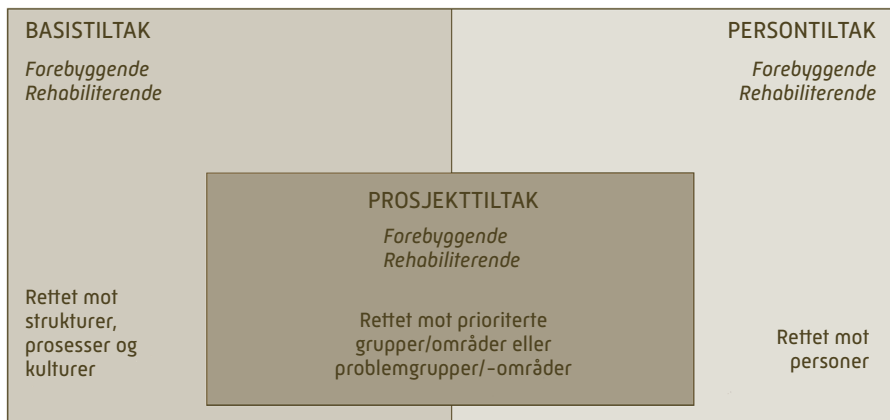 BASISTILTAK
Forebyggende
Rehabiliterende
Rettet mot
strukturer,
prosesser og
kulturer
PROSJEKTTILTAK
Forebyggende
Rehabiliterende
Rettet mot prioriterte
grupper/områder eller
problemgrupper/-områder
PERSONTILTAK
Forebyggende
Rehabiliterende
Rettet mot
personer